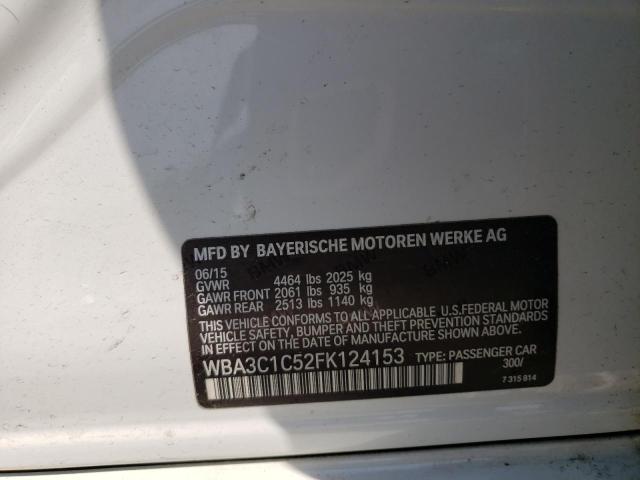 MFD BY BAYERISCHE MOTOREN WERKE AG
06/15
GVWR 4464 lbs 2025 kg
GAWR FRONT 2061 lbs 935 kg
GAWR REAR 2513 lbs 1140 kg
THIS VEHICLE CONFORMS TO ALL APPLICABLE U.S.FEDERAL MOTOR
VEHICLE SAFETY, BUMPER AND THEFT PREVENTION STANDARDS
IN EFFECT ON THE DATE OF MANUFACTURE SHOWN ABOVE.
WBA3C1C52FK124153 TYPE: PASSENGER CAR
300/
7 315 814